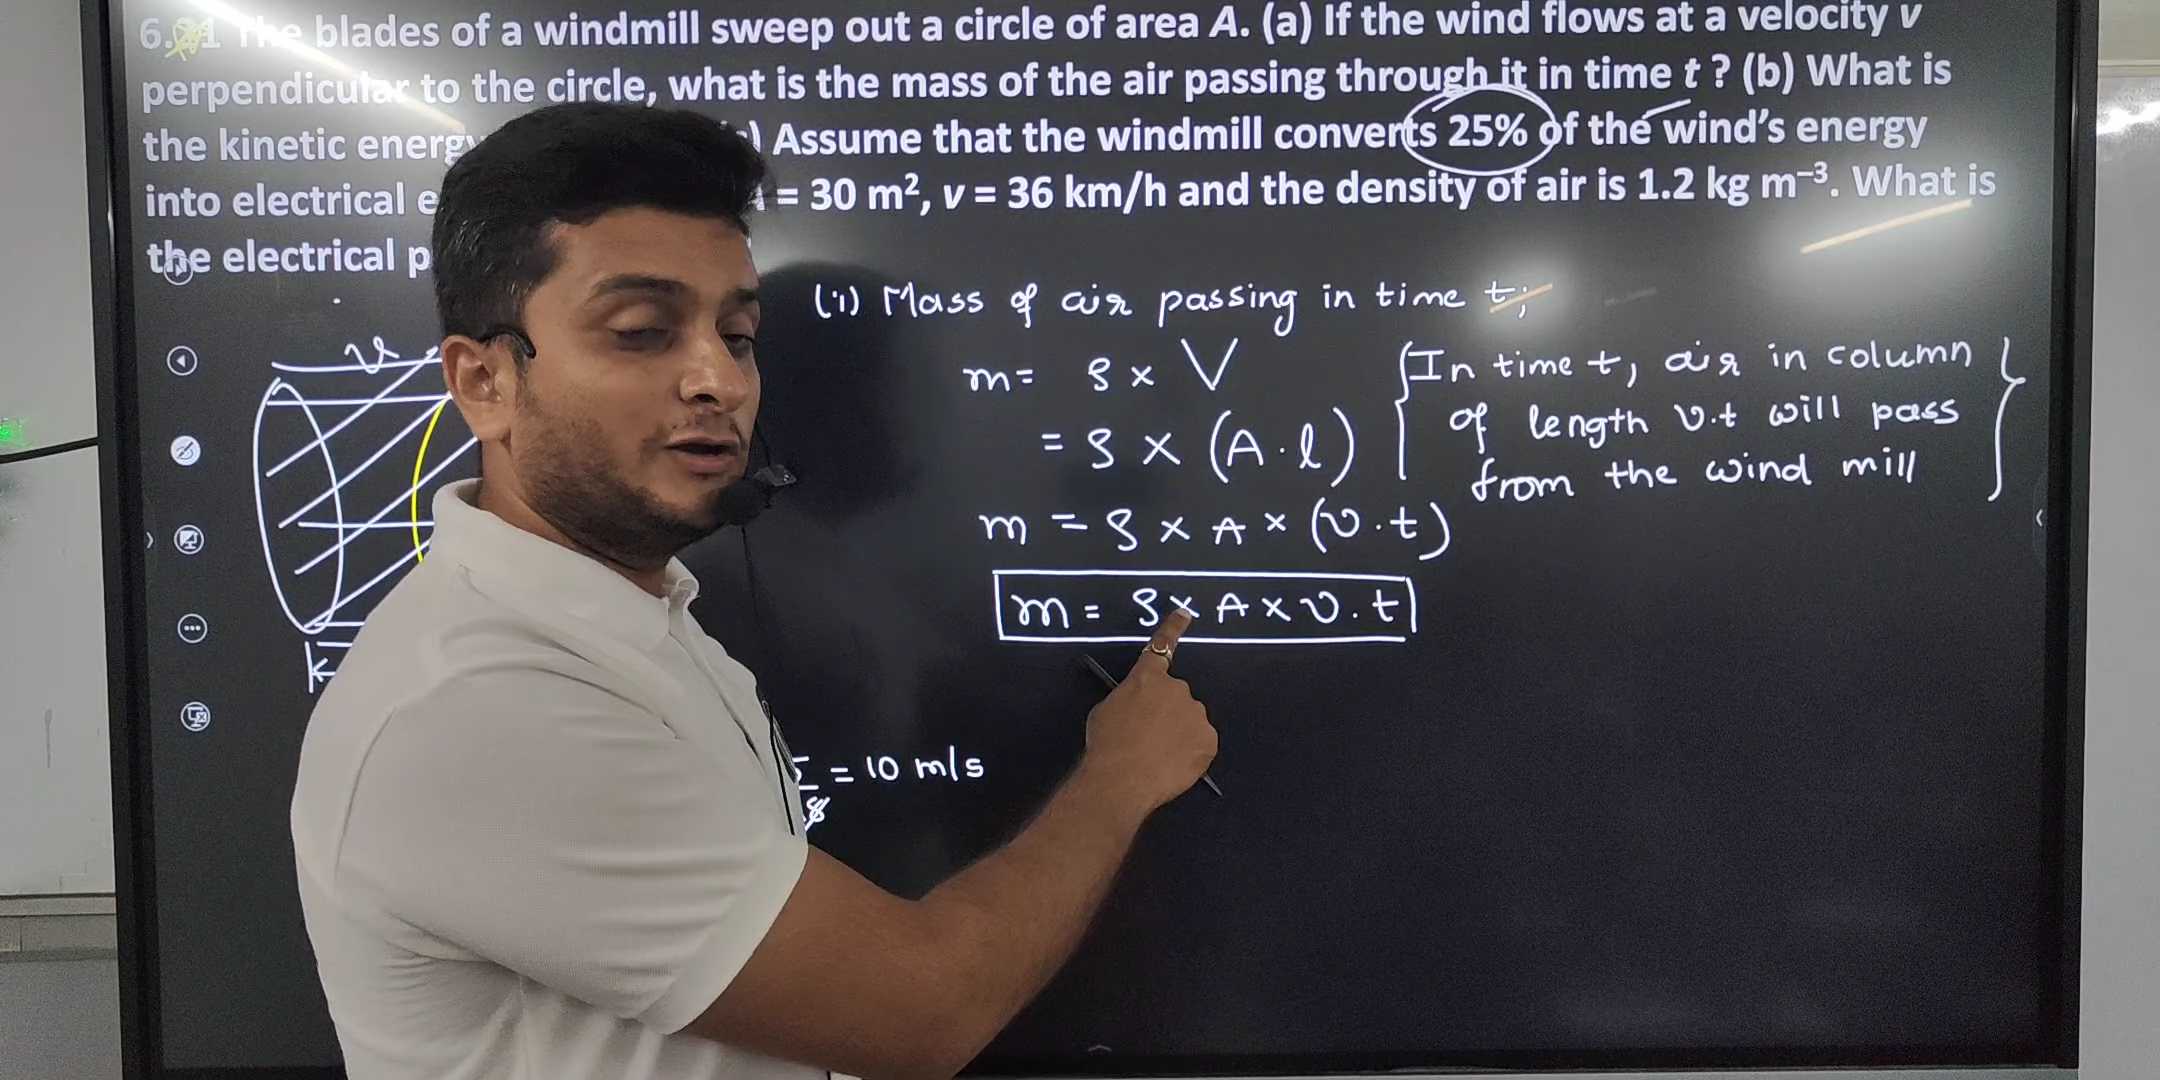 6.21 The blades of a windmill sweep out a circle of area A. (a) If the wind flows at a velocity v
perpendicular to the circle, what is the mass of the air passing through it in time t ? (b) What is
the kinetic energy Assume that the windmill converts 25% of the wind's energy
into electrical = 30 m², v = 36 km/h and the density of air is 1.2 kg m⁻³. What is
the electrical
v
(i) Mass of air passing in time t;
m = ρ × V
= ρ × (A·l)
m = ρ × A × (v·t)
m = ρ × A × v·t
{In time t, air in column
of length v.t will pass
from the wind mill}
= 10 m/s